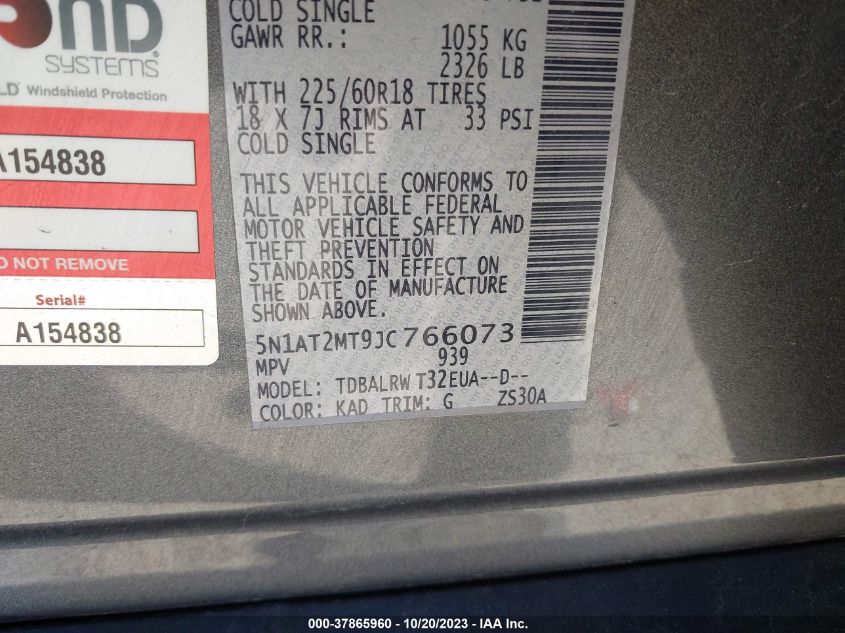 OND
SYSTEMS®
LD Windshield Protection
A154838
O NOT REMOVE
Serial#
A154838
COLD SINGLE
GAWR RR.: 1055 KG
2326 LB
WITH 225/60R18 TIRES
18 X 7J RIMS AT 33 PSI
COLD SINGLE
THIS VEHICLE CONFORMS TO
ALL APPLICABLE FEDERAL
MOTOR VEHICLE SAFETY AND
THEFT PREVENTION
STANDARDS IN EFFECT ON
THE DATE OF MANUFACTURE
SHOWN ABOVE.
5N1AT2MT9JC766073
MPV 939
MODEL: TDBALRW T32EUA--D--
COLOR: KAD TRIM: G ZS30A
000-37865960 - 10/20/2023 - IAA Inc.